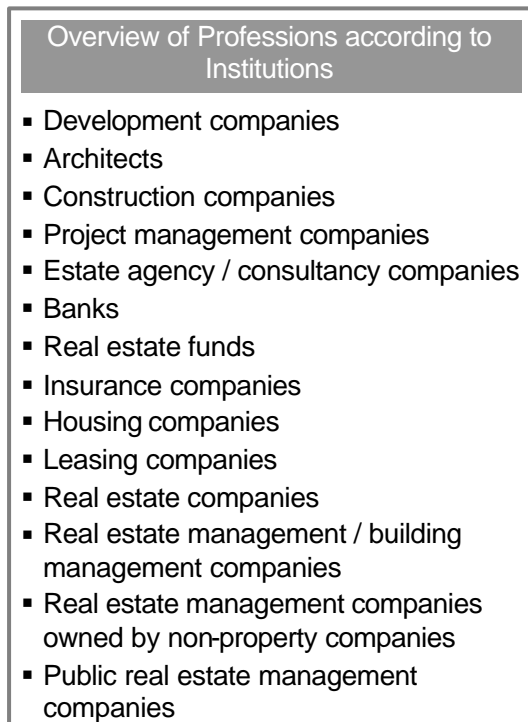 Overview of Professions according to
Institutions
▪ Development companies
▪ Architects
▪ Construction companies
▪ Project management companies
▪ Estate agency / consultancy companies
▪ Banks
▪ Real estate funds
▪ Insurance companies
▪ Housing companies
▪ Leasing companies
▪ Real estate companies
▪ Real estate management / building
management companies
▪ Real estate management companies
owned by non-property companies
▪ Public real estate management
companies